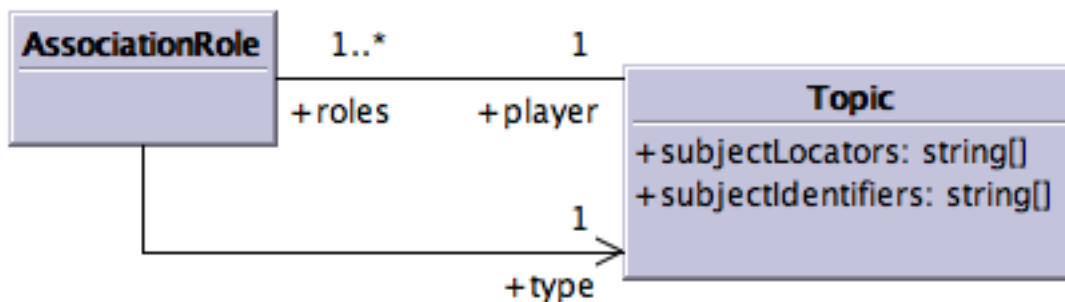 AssociationRole
1..*
1
+roles
+player
Topic
+subjectLocators: string[]
+subjectIdentifiers: string[]
1
+type